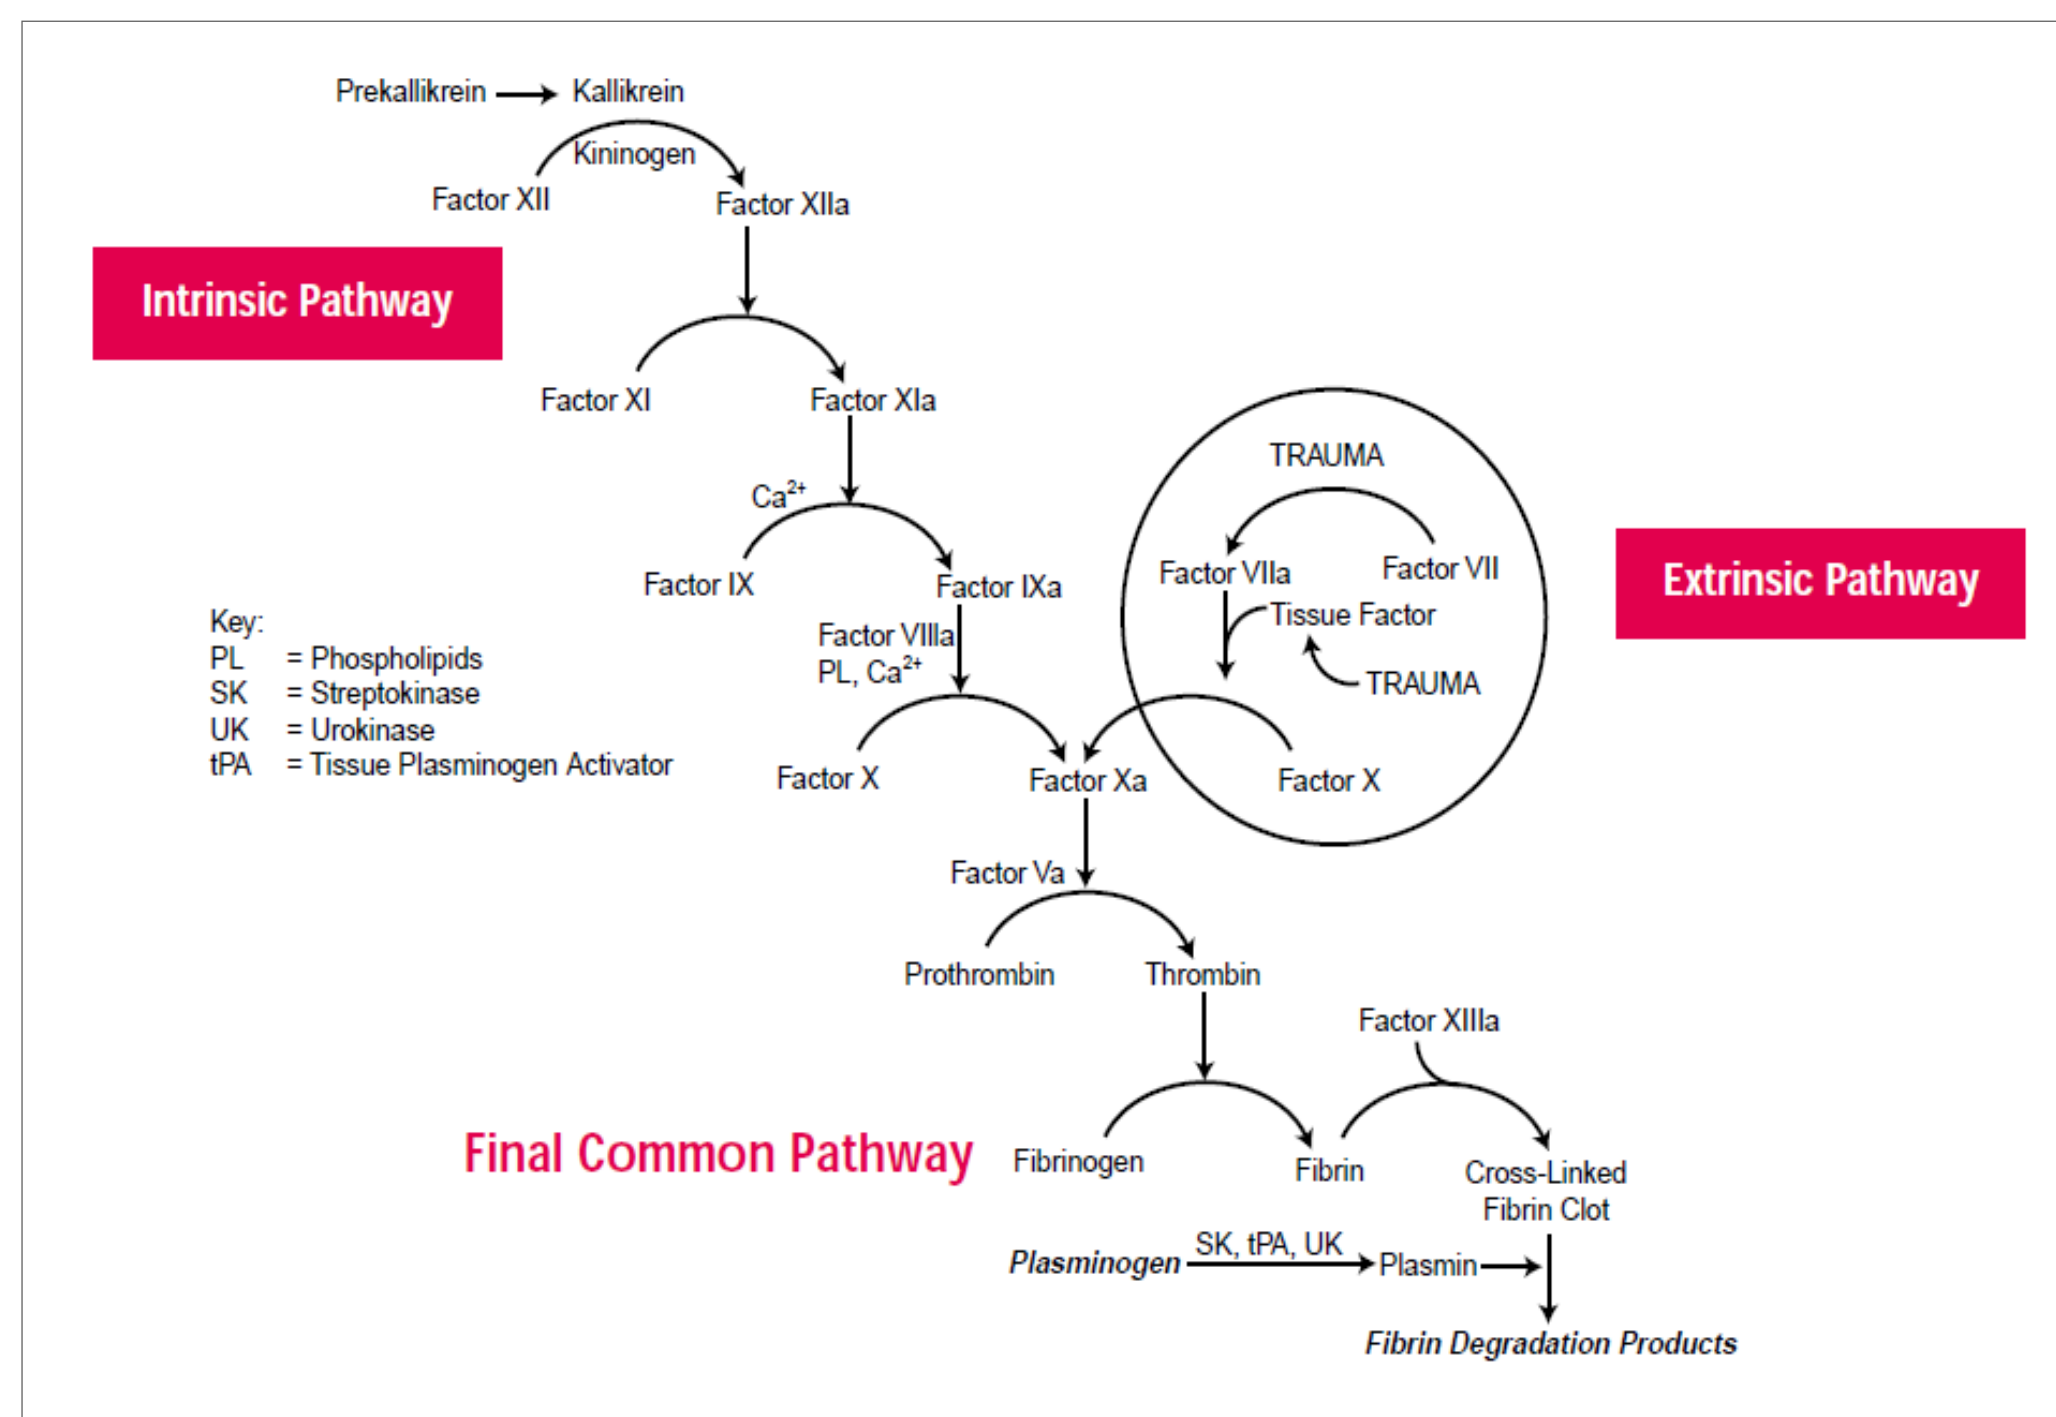 Prekallikrein
Kallikrein
Kininogen
Factor XII
Factor XIIa
Intrinsic Pathway
Factor XI
Factor XIa
TRAUMA
Ca²⁺
Factor IX
Factor IXa
Factor VIIa
Factor VII
Extrinsic Pathway
Tissue Factor
TRAUMA
Factor VIIIa
PL, Ca²⁺
Key:
PL = Phospholipids
SK = Streptokinase
UK = Urokinase
tPA = Tissue Plasminogen Activator
Factor X
Factor Xa
Factor X
Factor Va
Prothrombin
Thrombin
Factor XIIIa
Final Common Pathway
Fibrinogen
Fibrin
Cross-Linked
Fibrin Clot
Plasminogen
SK, tPA, UK
Plasmin
Fibrin Degradation Products